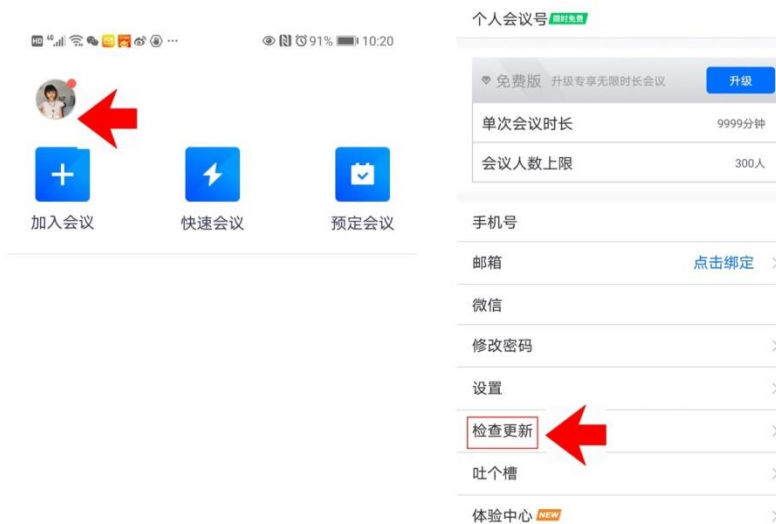 HD 46 91% 10:20
加入会议
快速会议
预定会议
个人会议号 限时免费
免费版 升级专享无限时长会议 升级
单次会议时长 9999分钟
会议人数上限 300人
手机号
邮箱 点击绑定
微信
修改密码
设置
检查更新
吐个槽
体验中心 NEW